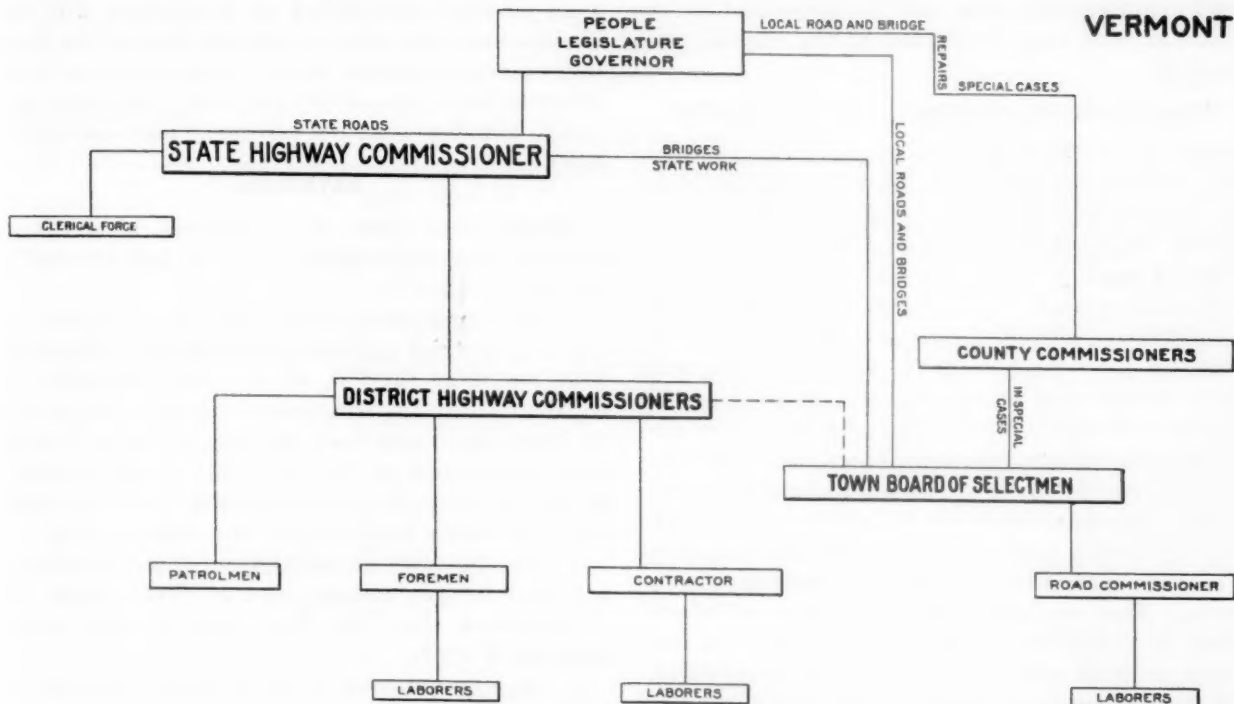 VERMONT
PEOPLE
LEGISLATURE
GOVERNOR
LOCAL ROAD AND BRIDGE
REPAIRS
SPECIAL CASES
STATE ROADS
STATE HIGHWAY COMMISSIONER
BRIDGES
STATE WORK
LOCAL ROADS AND BRIDGES
CLERICAL FORCE
COUNTY COMMISSIONERS
DISTRICT HIGHWAY COMMISSIONERS
IN SPECIAL
CASES
TOWN BOARD OF SELECTMEN
PATROLMEN
FOREMEN
CONTRACTOR
ROAD COMMISSIONER
LABORERS
LABORERS
LABORERS